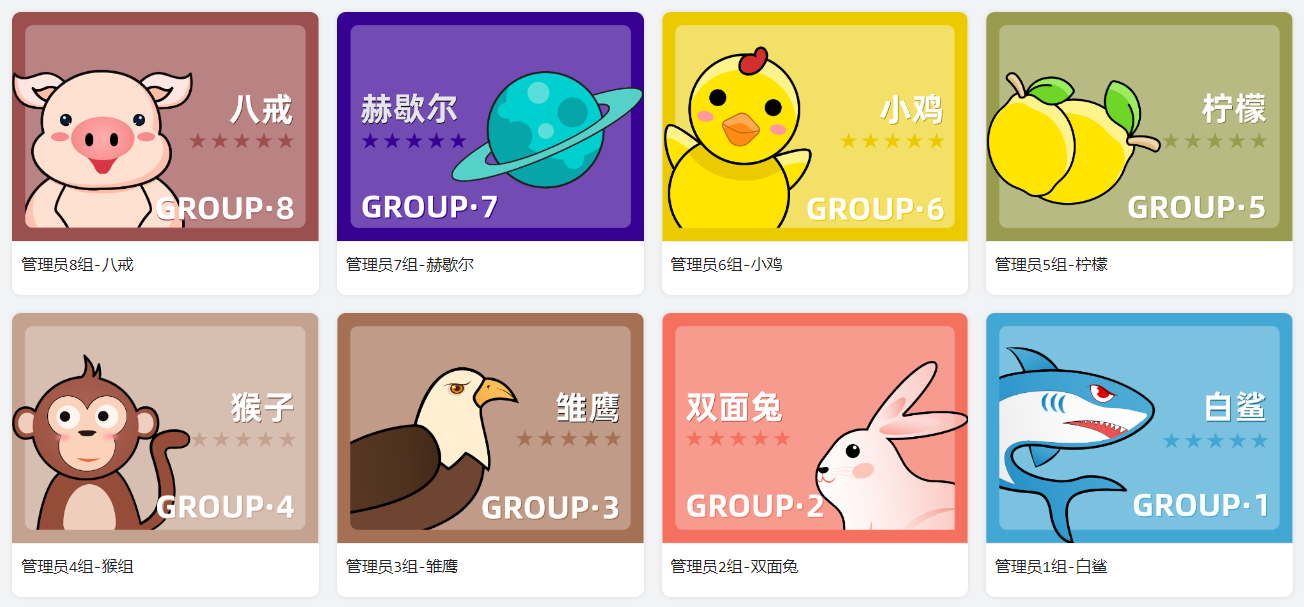 八戒
★★★★★
GROUP·8
管理员8组-八戒
赫歇尔
★★★★★
GROUP·7
管理员7组-赫歇尔
小鸡
★★★★★
GROUP·6
管理员6组-小鸡
柠檬
★★★★★
GROUP·5
管理员5组-柠檬
猴子
★★★★★
GROUP·4
管理员4组-猴组
雏鹰
★★★★★
GROUP·3
管理员3组-雏鹰
双面兔
★★★★★
GROUP·2
管理员2组-双面兔
白鲨
★★★★★
GROUP·1
管理员1组-白鲨